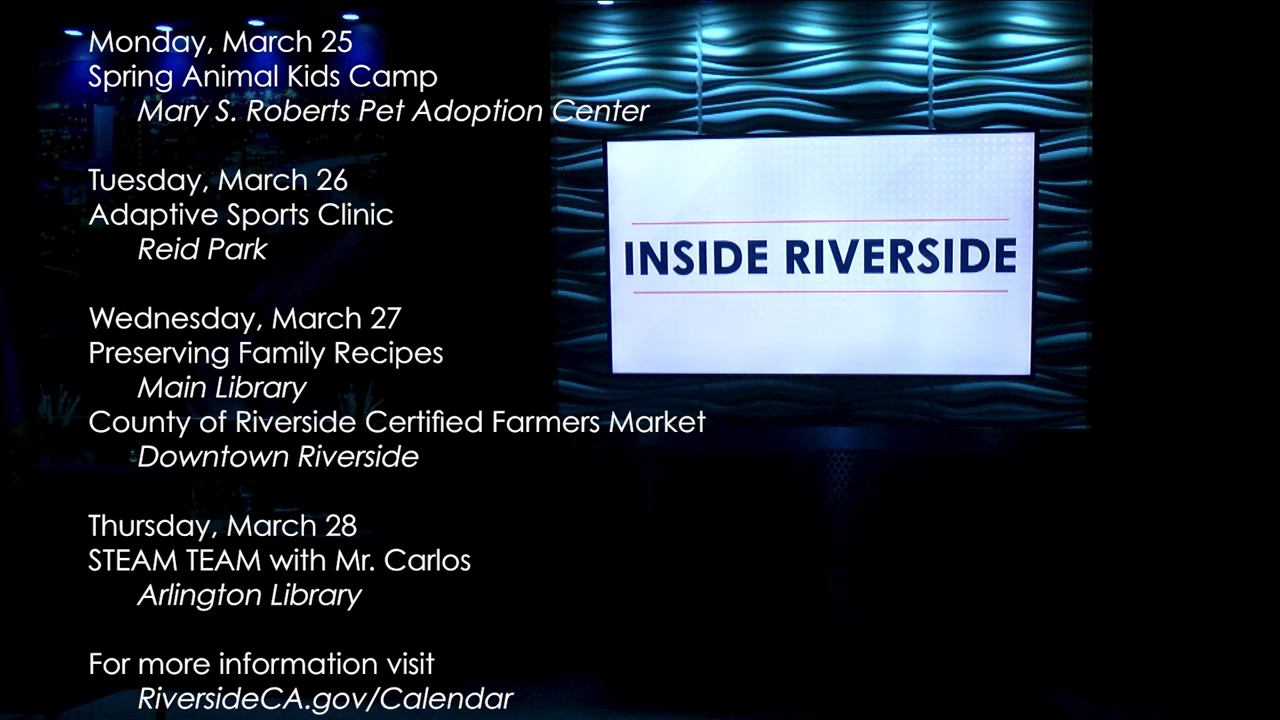 Monday, March 25
Spring Animal Kids Camp
Mary S. Roberts Pet Adoption Center
Tuesday, March 26
Adaptive Sports Clinic
Reid Park
Wednesday, March 27
Preserving Family Recipes
Main Library
County of Riverside Certified Farmers Market
Downtown Riverside
Thursday, March 28
STEAM TEAM with Mr. Carlos
Arlington Library
For more information visit
RiversideCA.gov/Calendar
INSIDE RIVERSIDE